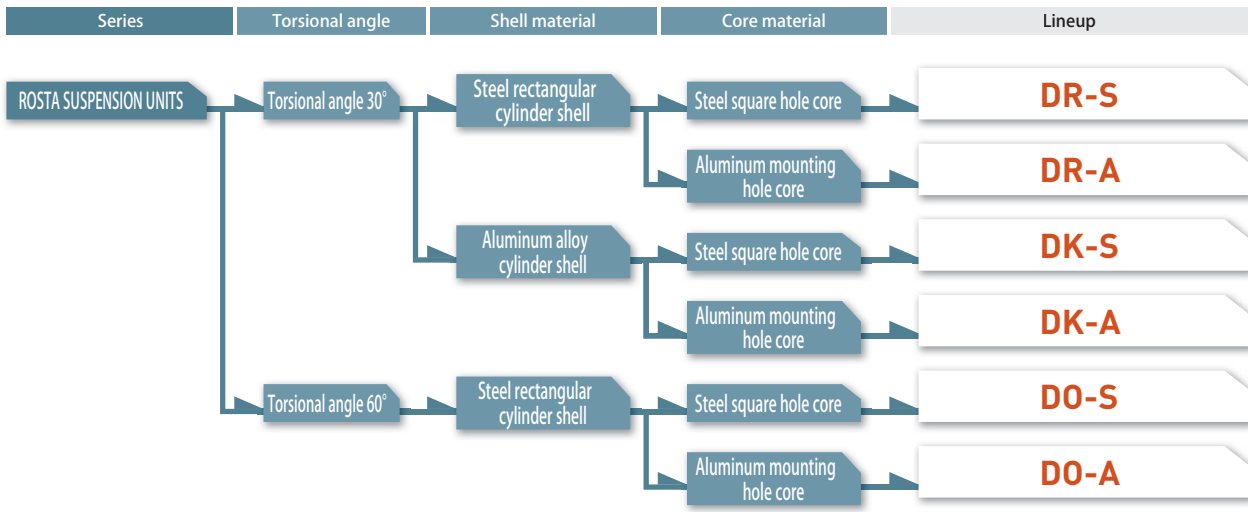 Series
Torsional angle
Shell material
Core material
Lineup
ROSTA SUSPENSION UNITS
Torsional angle 30°
Steel rectangular
cylinder shell
Steel square hole core
DR-S
Aluminum mounting
hole core
DR-A
Aluminum alloy
cylinder shell
Steel square hole core
DK-S
Aluminum mounting
hole core
DK-A
Torsional angle 60°
Steel rectangular
cylinder shell
Steel square hole core
DO-S
Aluminum mounting
hole core
DO-A